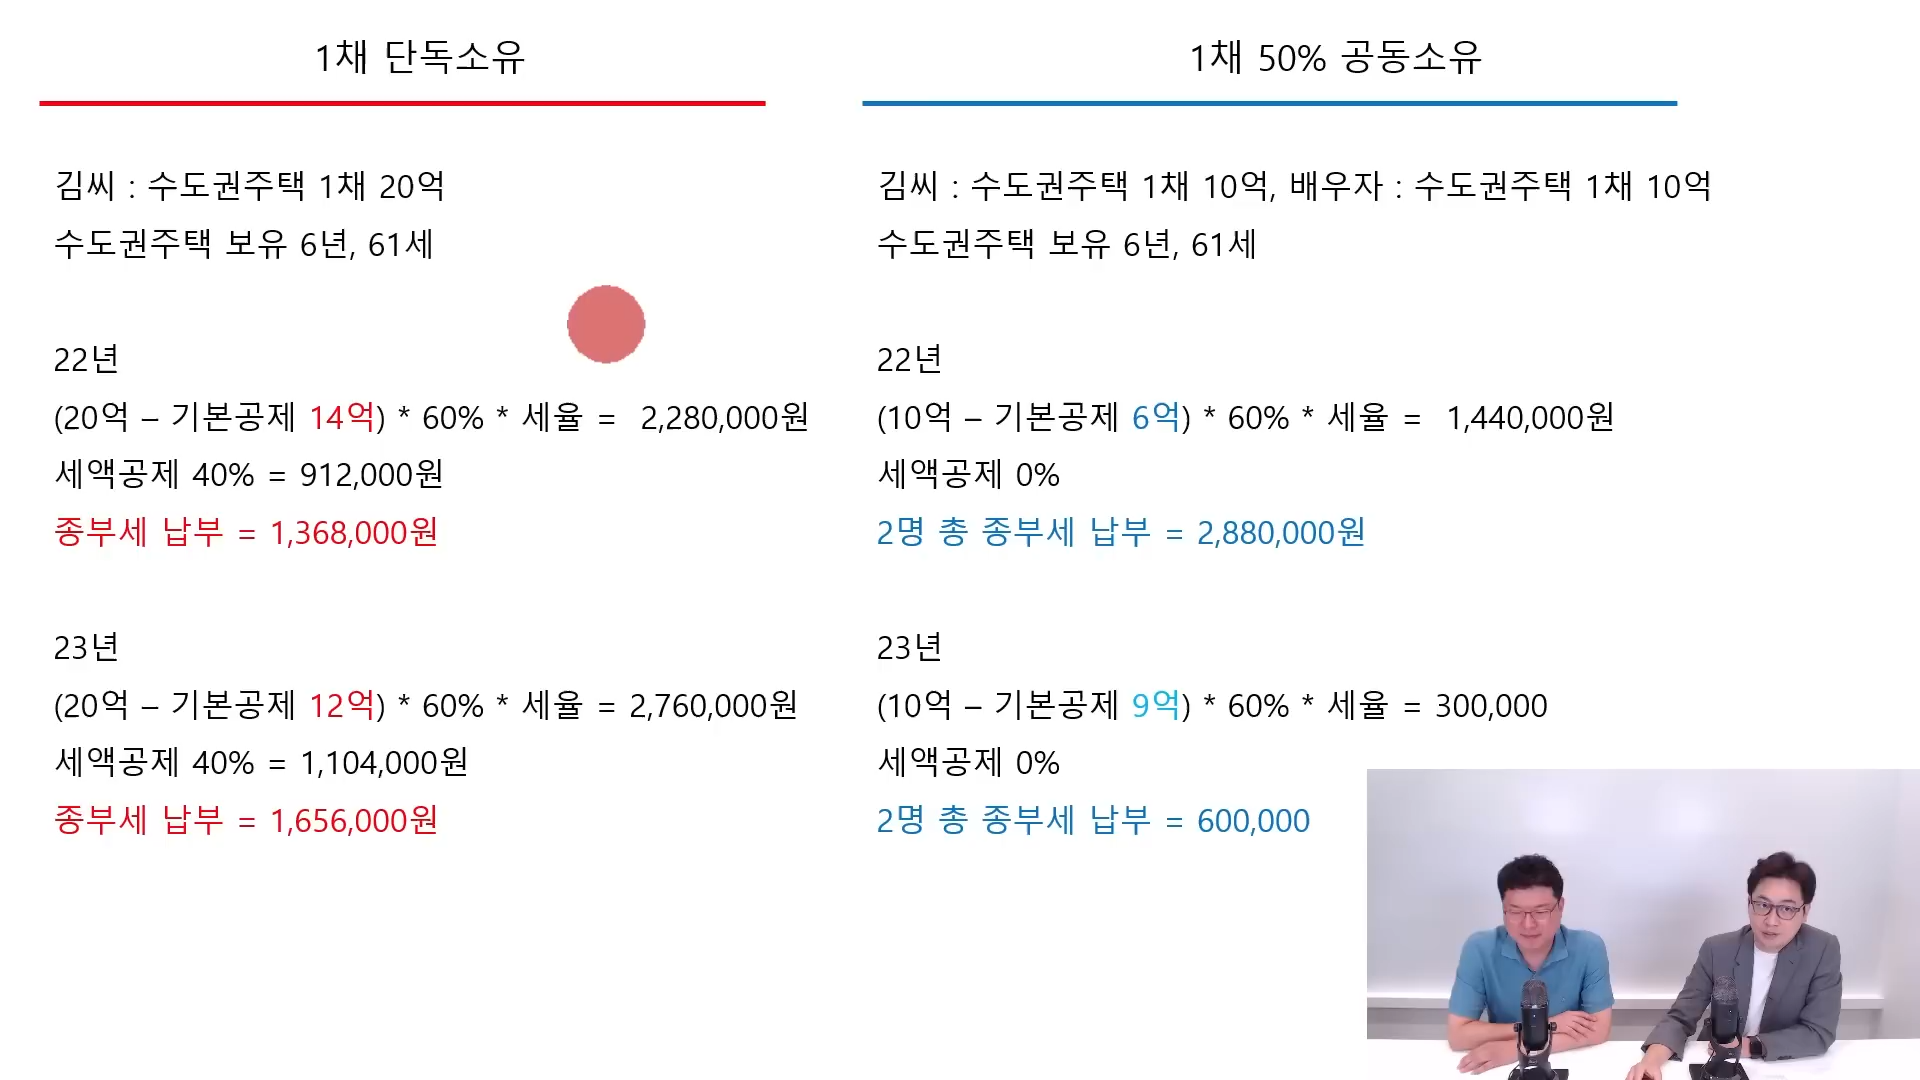 1채 단독소유
김씨 : 수도권주택 1채 20억
수도권주택 보유 6년, 61세
22년
(20억 – 기본공제 14억) * 60% * 세율 = 2,280,000원
세액공제 40% = 912,000원
종부세 납부 = 1,368,000원
23년
(20억 – 기본공제 12억) * 60% * 세율 = 2,760,000원
세액공제 40% = 1,104,000원
종부세 납부 = 1,656,000원
1채 50% 공동소유
김씨 : 수도권주택 1채 10억, 배우자 : 수도권주택 1채 10억
수도권주택 보유 6년, 61세
22년
(10억 – 기본공제 6억) * 60% * 세율 = 1,440,000원
세액공제 0%
2명 총 종부세 납부 = 2,880,000원
23년
(10억 – 기본공제 9억) * 60% * 세율 = 300,000
세액공제 0%
2명 총 종부세 납부 = 600,000